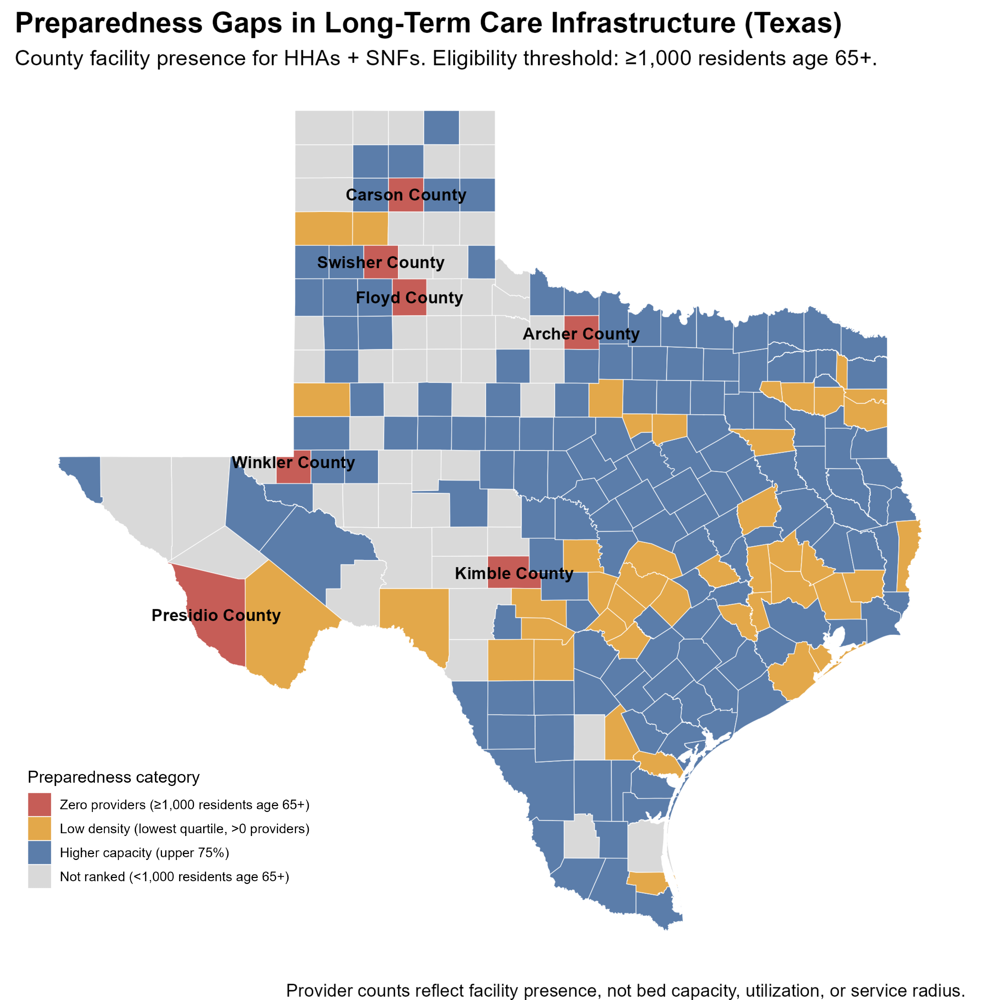 Preparedness Gaps in Long-Term Care Infrastructure (Texas)
County facility presence for HHAs + SNFs. Eligibility threshold: ≥1,000 residents age 65+.
Carson County
Swisher County
Floyd County
Archer County
Winkler County
Kimble County
Presidio County
Preparedness category
Zero providers (≥1,000 residents age 65+)
Low density (lowest quartile, >0 providers)
Higher capacity (upper 75%)
Not ranked (<1,000 residents age 65+)
Provider counts reflect facility presence, not bed capacity, utilization, or service radius.